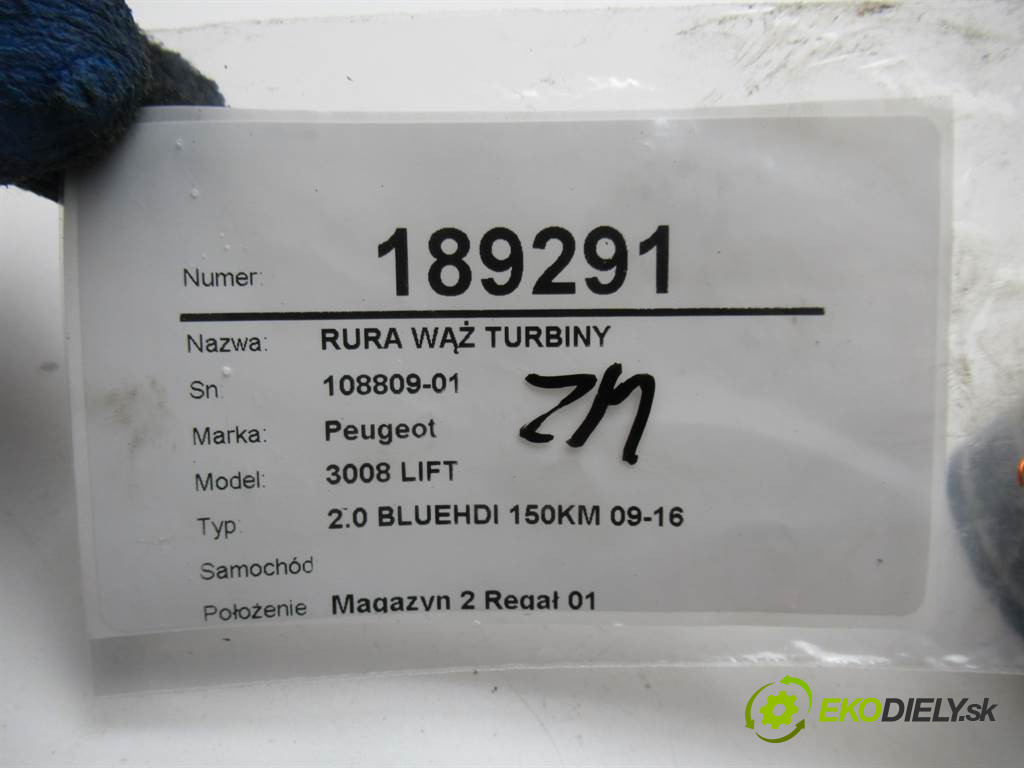 Numer: 189291
Nazwa: RURA WĄŻ TURBINY
Sn. 108809-01
ZM
Marka: Peugeot
Model: 3008 LIFT
Typ: 2.0 BLUEHDI 150KM 09-16
Samochód
Położenie Magazyn 2 Regał 01
EKODIELY.sk